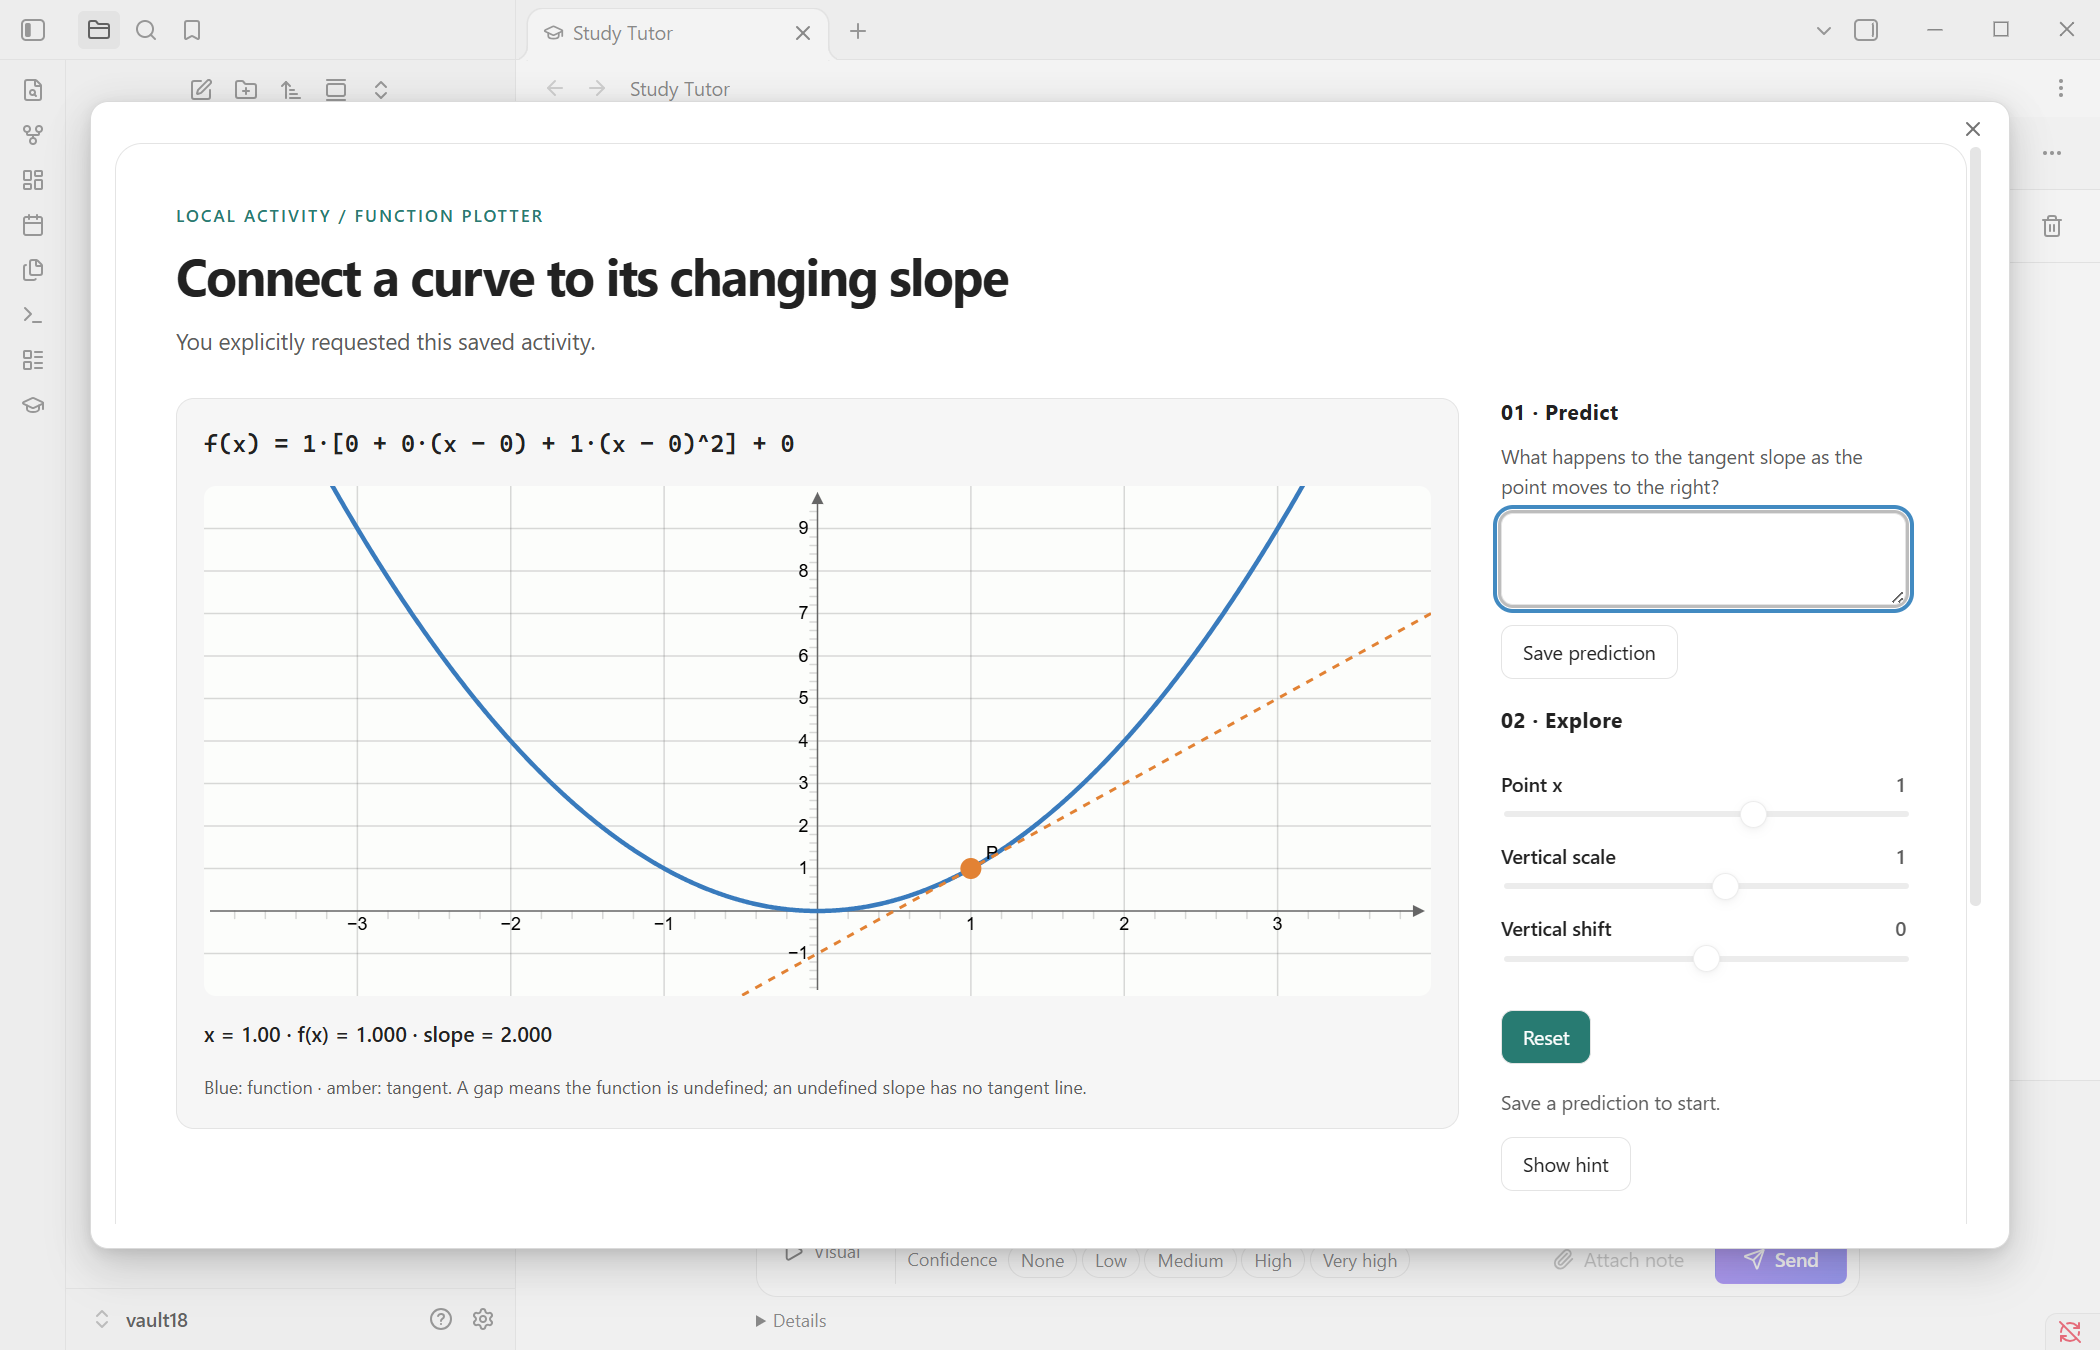 Study Tutor
Study Tutor
LOCAL ACTIVITY / FUNCTION PLOTTER
Connect a curve to its changing slope
You explicitly requested this saved activity.
f(x) = 1·[0 + 0·(x − 0) + 1·(x − 0)^2] + 0
9
8
7
6
5
4
3
2
1
−1
−3
−2
−1
1
2
3
P
x = 1.00 · f(x) = 1.000 · slope = 2.000
Blue: function · amber: tangent. A gap means the function is undefined; an undefined slope has no tangent line.
01 · Predict
What happens to the tangent slope as the
point moves to the right?
Save prediction
02 · Explore
Point x 1
Vertical scale 1
Vertical shift 0
Reset
Save a prediction to start.
Show hint
Visual
Confidence None Low Medium High Very high Attach note Send
vault18
Details